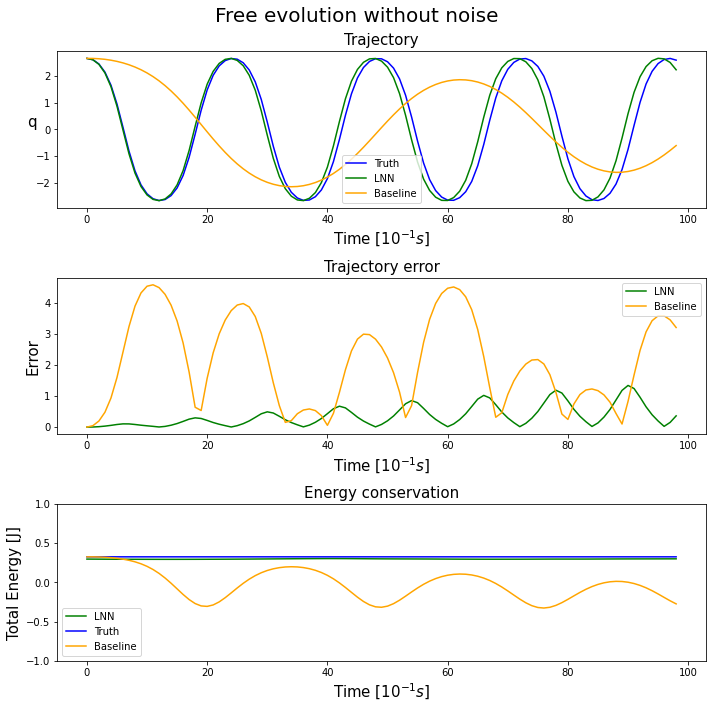 Free evolution without noise
Trajectory
q
2
1
0
−1
−2
Truth
LNN
Baseline
0 20 40 60 80 100
Time [10⁻¹s]
Trajectory error
Error
4
3
2
1
0
LNN
Baseline
0 20 40 60 80 100
Time [10⁻¹s]
Energy conservation
Total Energy [J]
1.0
0.5
0.0
−0.5
−1.0
LNN
Truth
Baseline
0 20 40 60 80 100
Time [10⁻¹s]